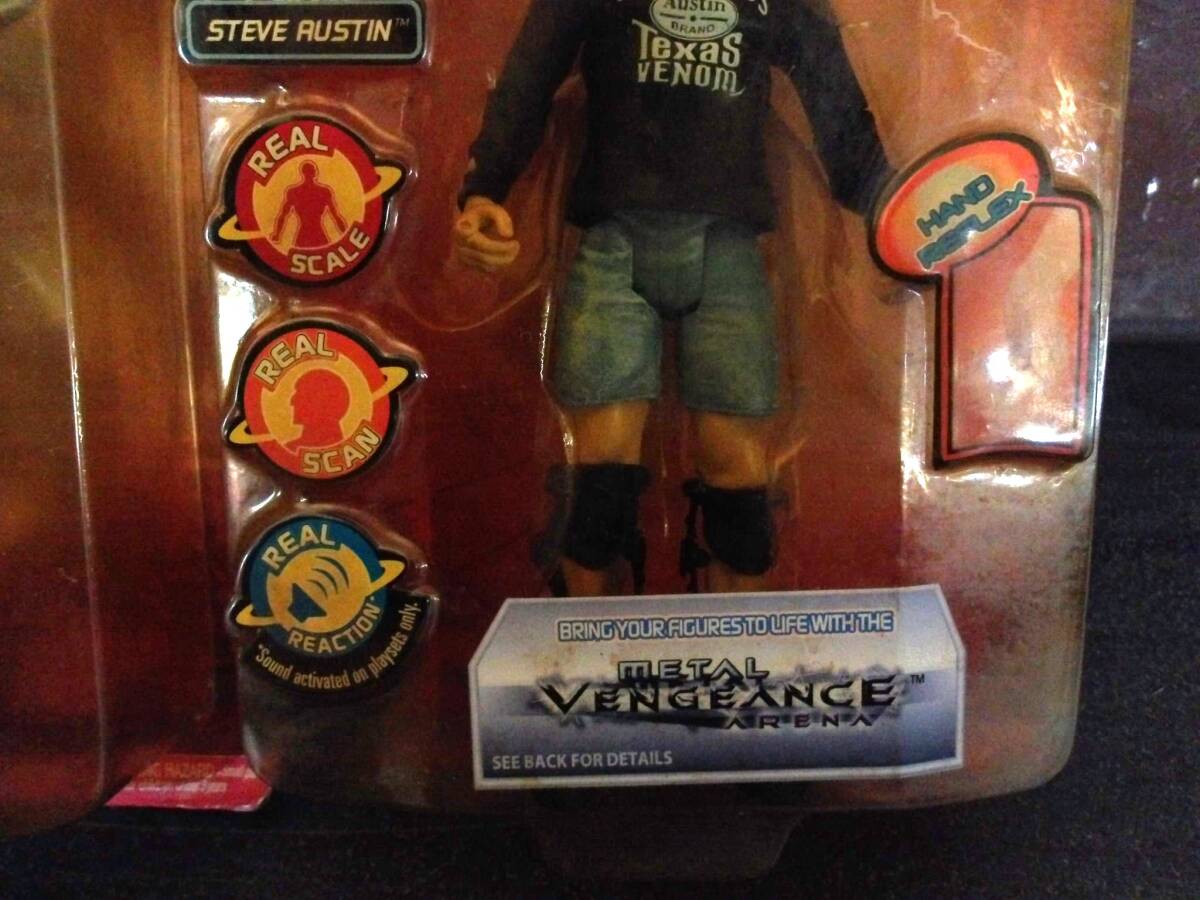 STEVE AUSTIN™
Austin
BRAND
Texas
VENOM
REAL
SCALE
HAND
REFLEX
REAL
SCAN
REAL
REACTION*
*Sound activated on playsets only.
BRING YOUR FIGURES TO LIFE WITH THE
METAL
VENGEANCE™
ARENA
SEE BACK FOR DETAILS
HAZARD